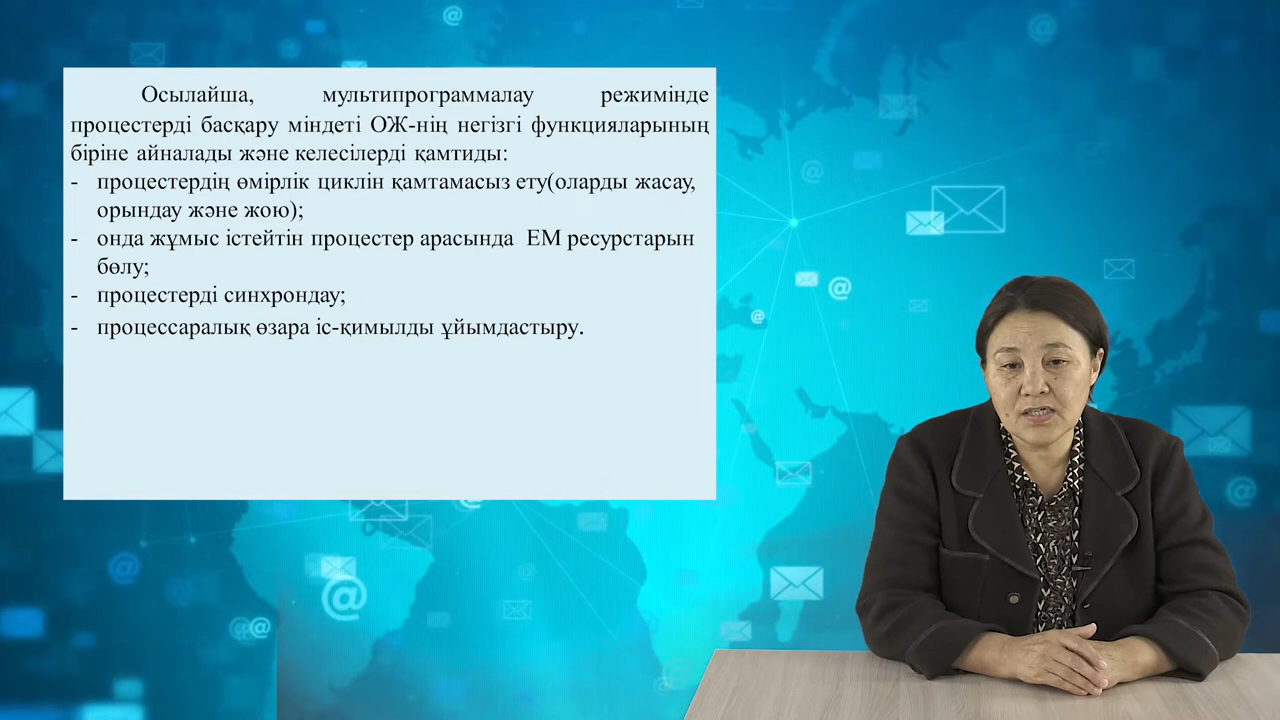 Осылайша, мультипрограммалау режимінде
процестерді басқару міндеті ОЖ-нің негізгі функцияларының
біріне айналады және келесілерді қамтиды:
- процестердің өмірлік циклін қамтамасыз ету(оларды жасау,
орындау және жою);
- онда жұмыс істейтін процестер арасында ЕМ ресурстарын
бөлу;
- процестерді синхрондау;
- процессаралық өзара іс-қимылды ұйымдастыру.